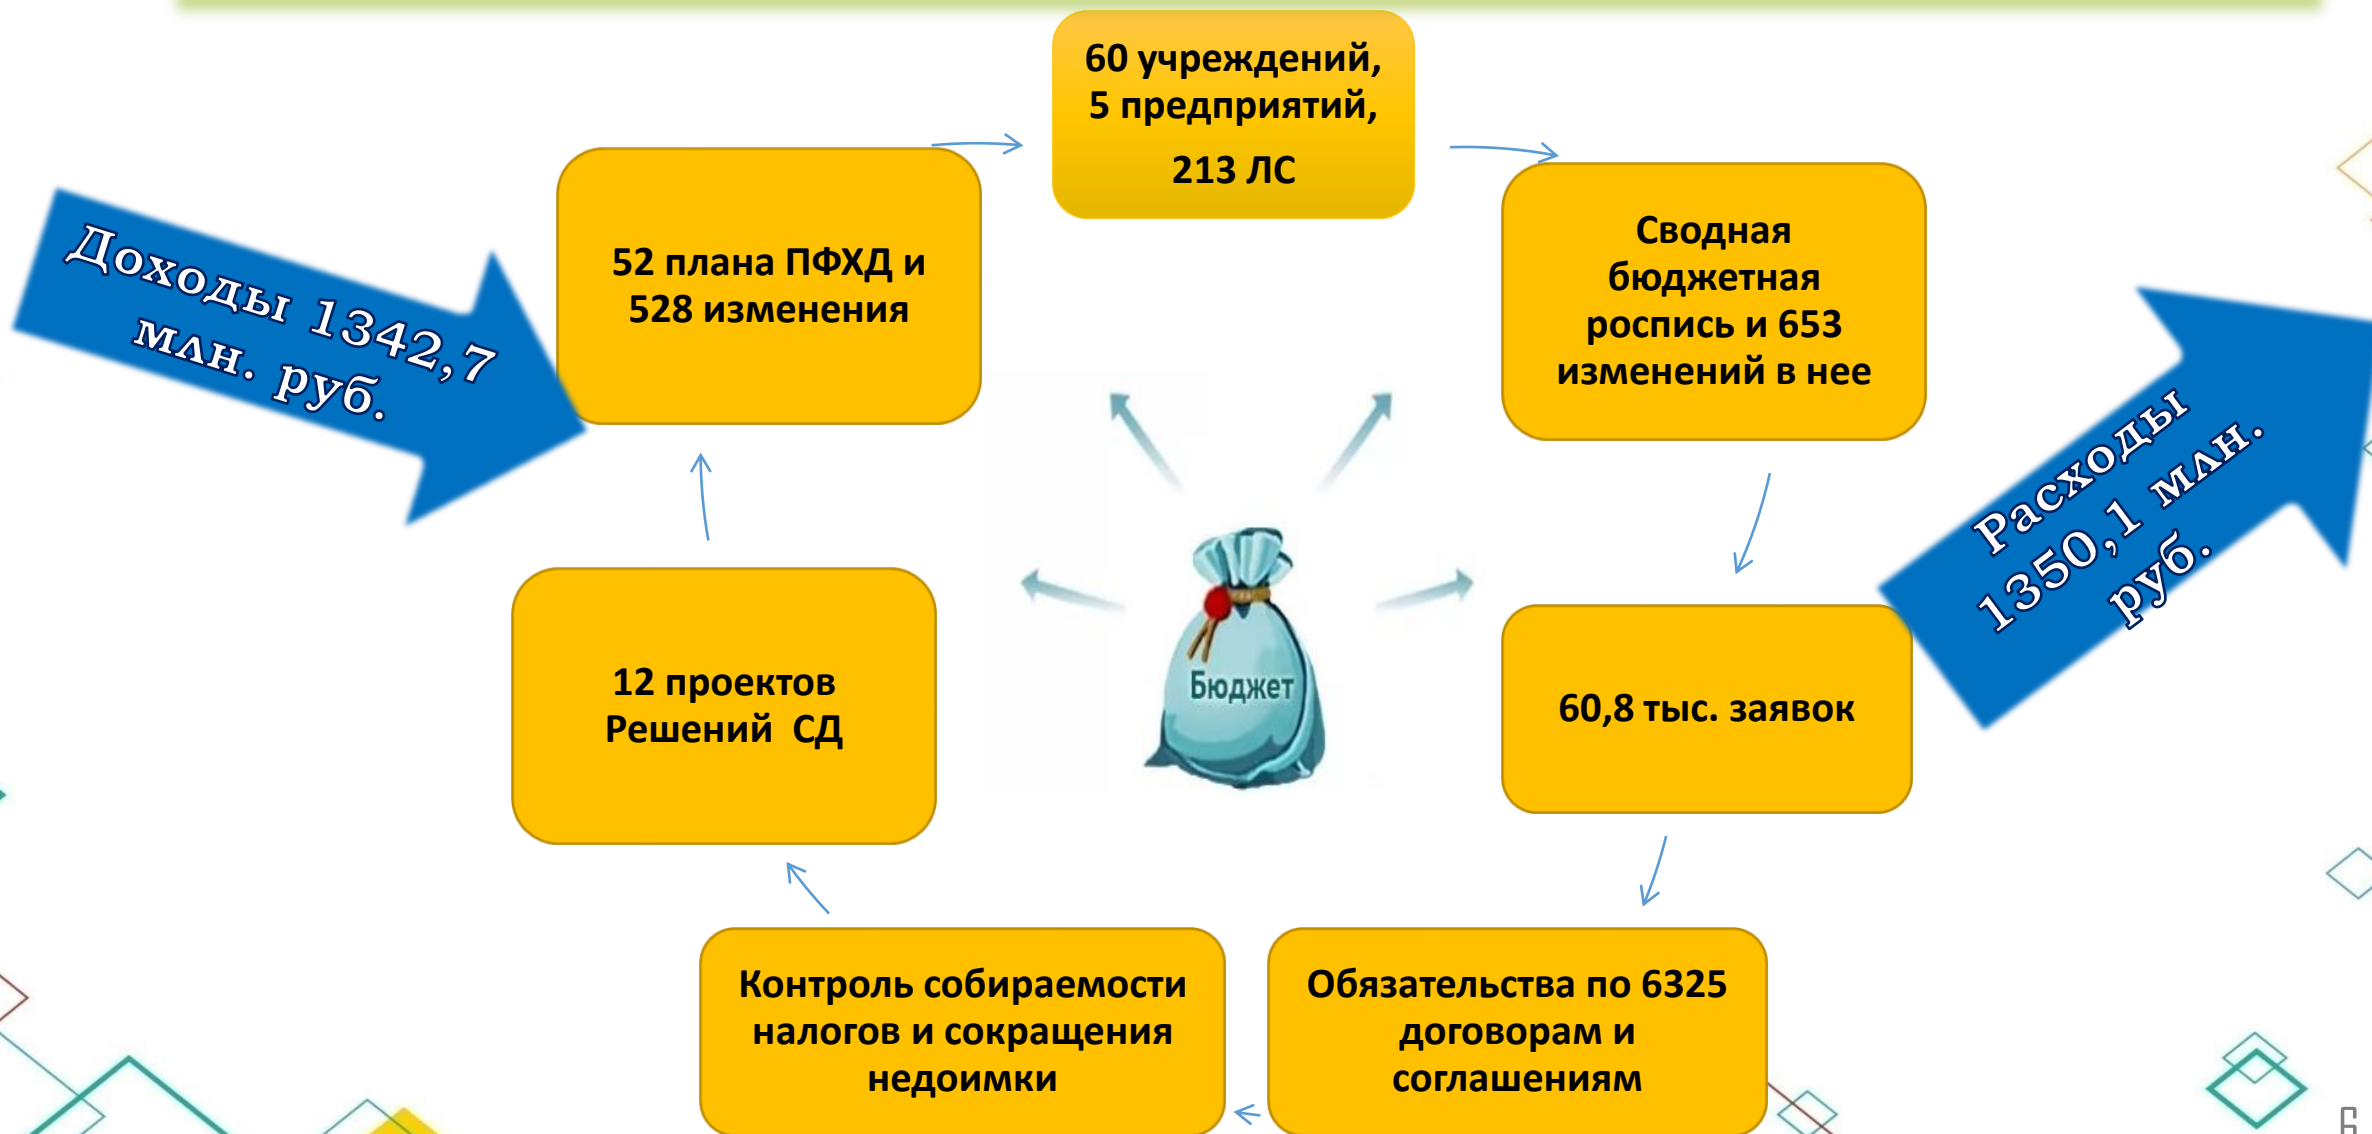 60 учреждений,
5 предприятий,
213 ЛС
52 плана ПФХД и
528 изменения
Сводная
бюджетная
роспись и 653
изменений в нее
Доходы 1342,7
млн. руб.
Расходы
1350,1 млн.
руб.
12 проектов
Решений СД
Бюджет
60,8 тыс. заявок
Контроль собираемости
налогов и сокращения
недоимки
Обязательства по 6325
договорам и
соглашениям
6